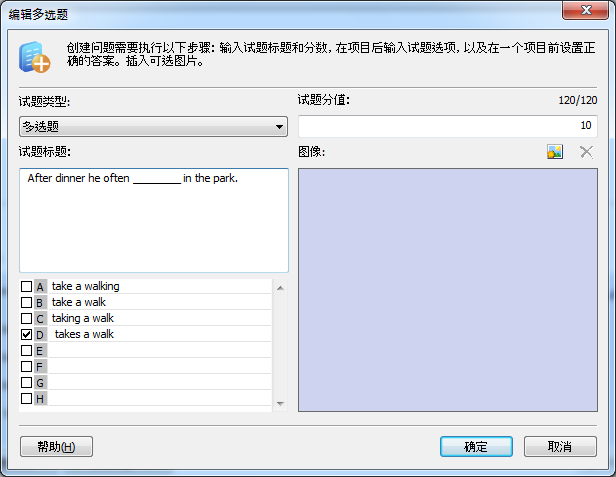 编辑多选题
创建问题需要执行以下步骤: 输入试题标题和分数, 在项目后输入试题选项, 以及在一个项目前设置正
确的答案。插入可选图片。
试题类型:
试题分值:
120/120
多选题
10
试题标题:
图像:
After dinner he often ________ in the park.
A take a walking
B take a walk
C taking a walk
D takes a walk
E
F
G
H
帮助(H)
确定
取消